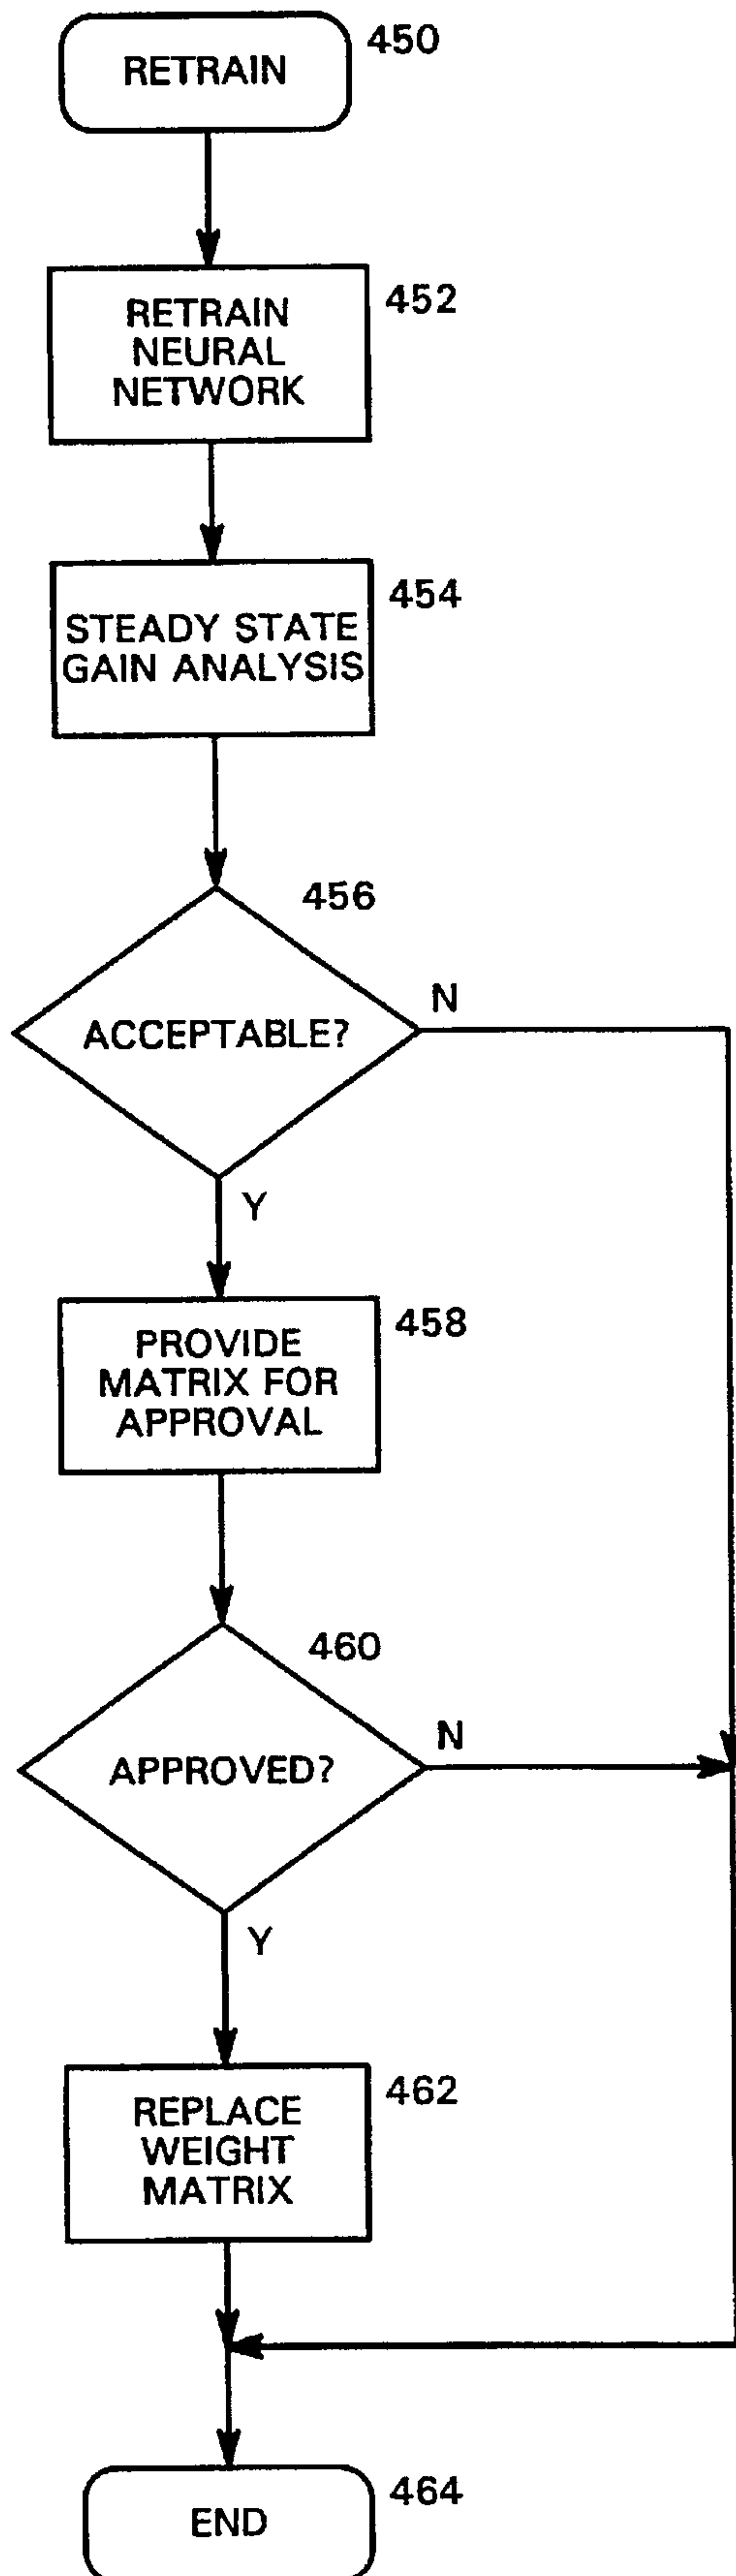 RETRAIN
450
RETRAIN
NEURAL
NETWORK
452
STEADY STATE
GAIN ANALYSIS
454
456
ACCEPTABLE?
N
Y
PROVIDE
MATRIX FOR
APPROVAL
458
460
APPROVED?
N
Y
REPLACE
WEIGHT
MATRIX
462
END
464